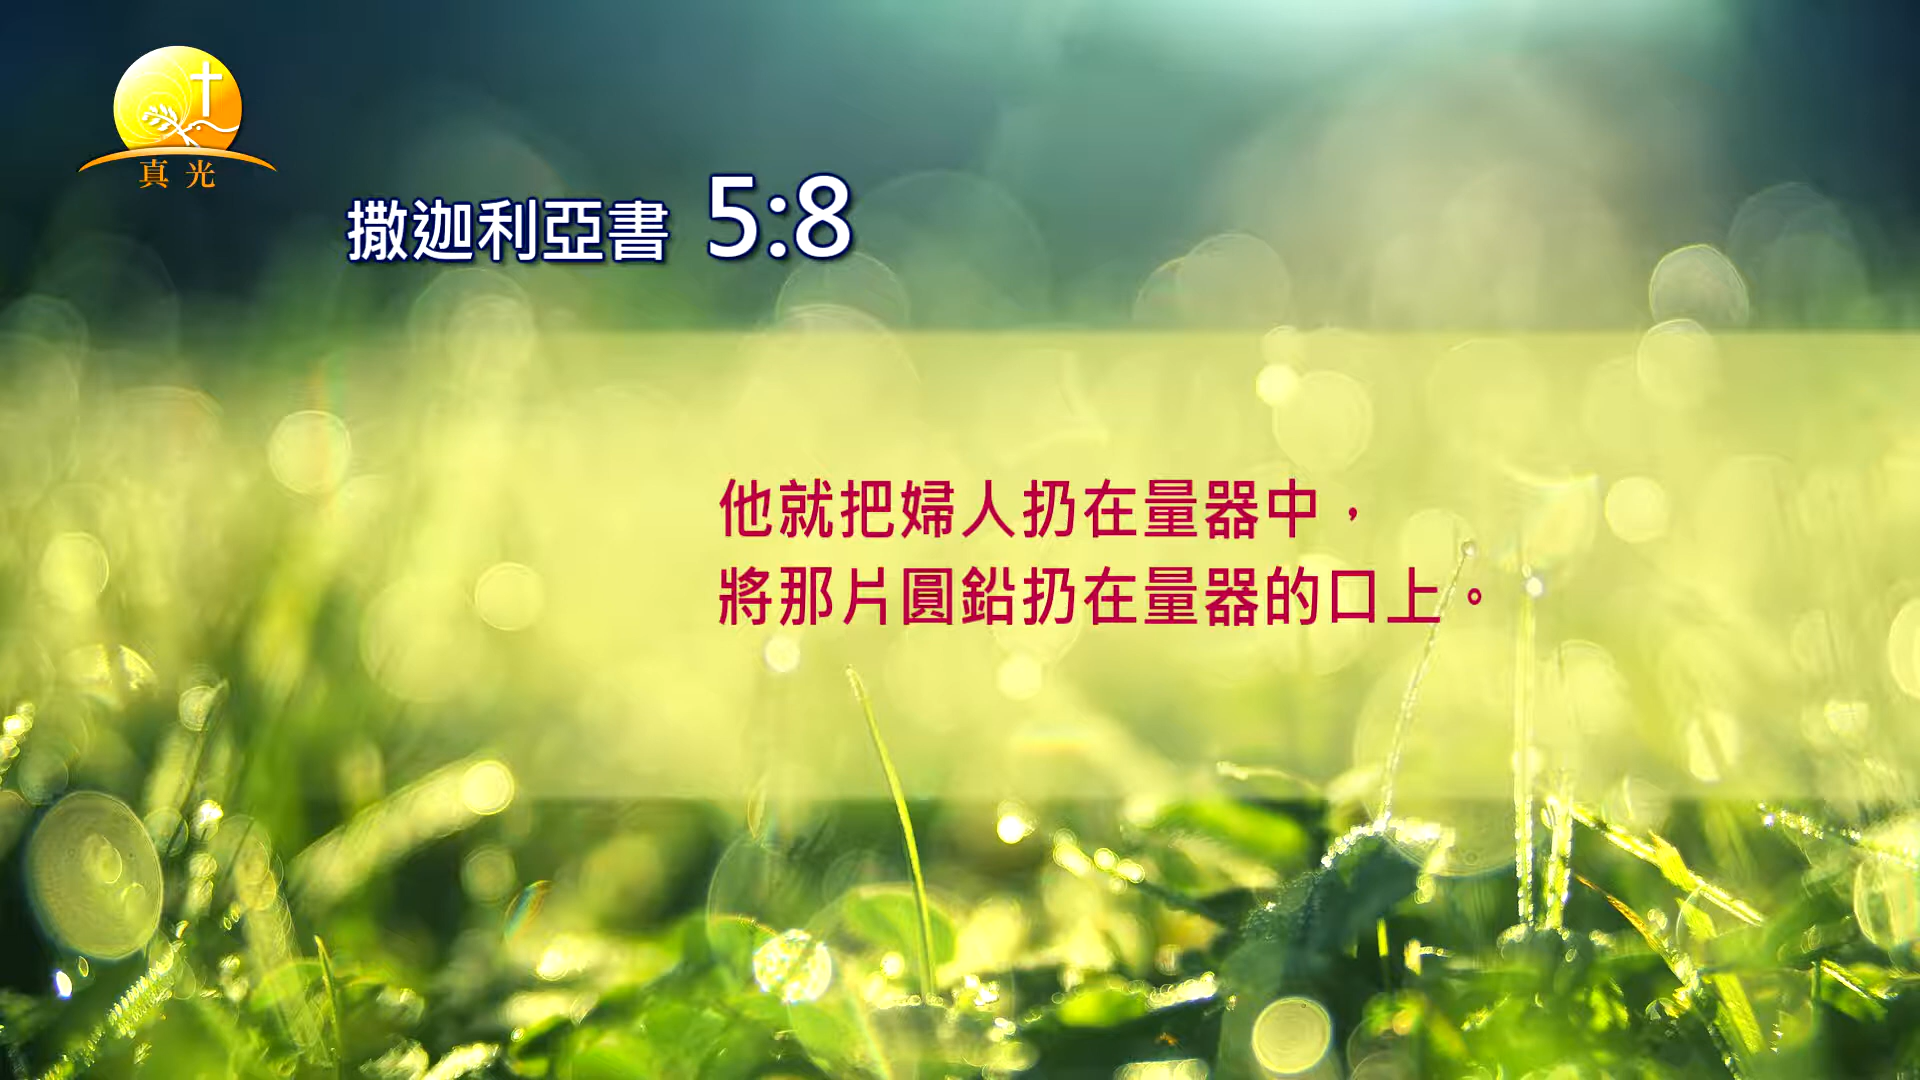 真光
撒迦利亞書 5:8
他就把婦人扔在量器中，
將那片圓鉛扔在量器的口上。